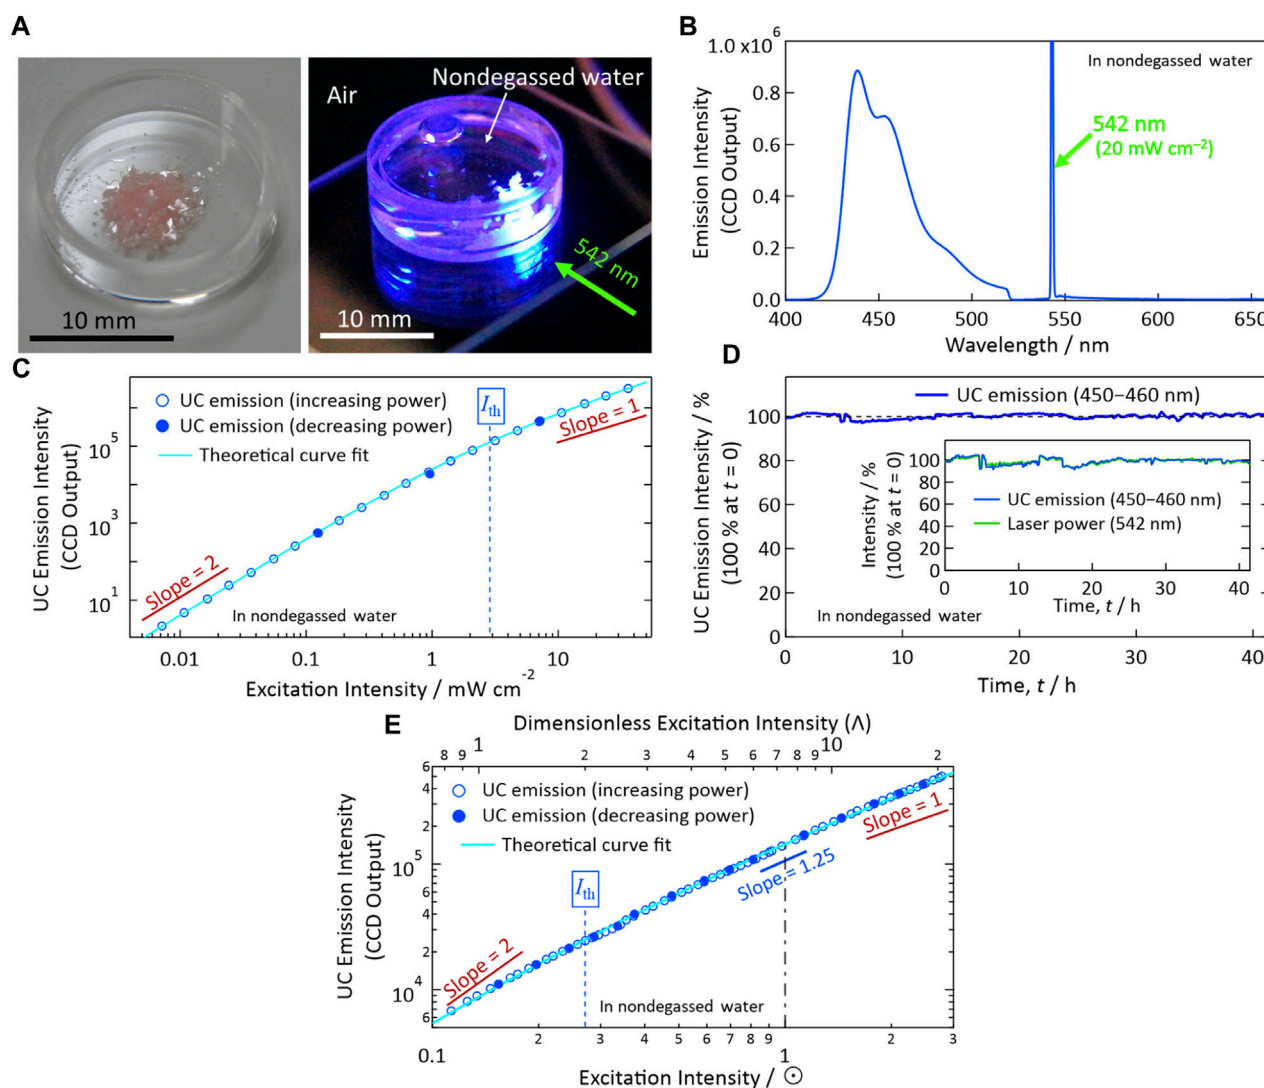 A
Air
Nondegassed water
542 nm
10 mm
10 mm
B
1.0x10⁶
In nondegassed water
542 nm
(20 mW cm⁻²)
0.8
0.6
0.4
0.2
0.0
400
450
500
550
600
650
Emission Intensity
(CCD Output)
Wavelength / nm
C
UC emission (increasing power)
UC emission (decreasing power)
Theoretical curve fit
Ith
Slope = 1
Slope = 2
In nondegassed water
10⁵
10³
10¹
0.01
0.1
1
10
UC Emission Intensity
(CCD Output)
Excitation Intensity / mW cm⁻²
D
UC emission (450–460 nm)
100
80
60
40
20
0
In nondegassed water
0
10
20
30
40
UC Emission Intensity / %
(100 % at t = 0)
Time, t / h
100
80
60
40
20
0
UC emission (450–460 nm)
Laser power (542 nm)
0
10
20
30
40
Intensity / %
(100 % at t = 0)
Time, t / h
E
Dimensionless Excitation Intensity (Λ)
8 9 1 2 3 4 5 6 7 8 9 10 2
UC emission (increasing power)
UC emission (decreasing power)
Theoretical curve fit
Ith
Slope = 1
Slope = 1.25
Slope = 2
In nondegassed water
6
4
2
10⁵
6
4
2
10⁴
6
0.1 2 3 4 5 6 7 8 9 1 2 3
UC Emission Intensity
(CCD Output)
Excitation Intensity / ⊙